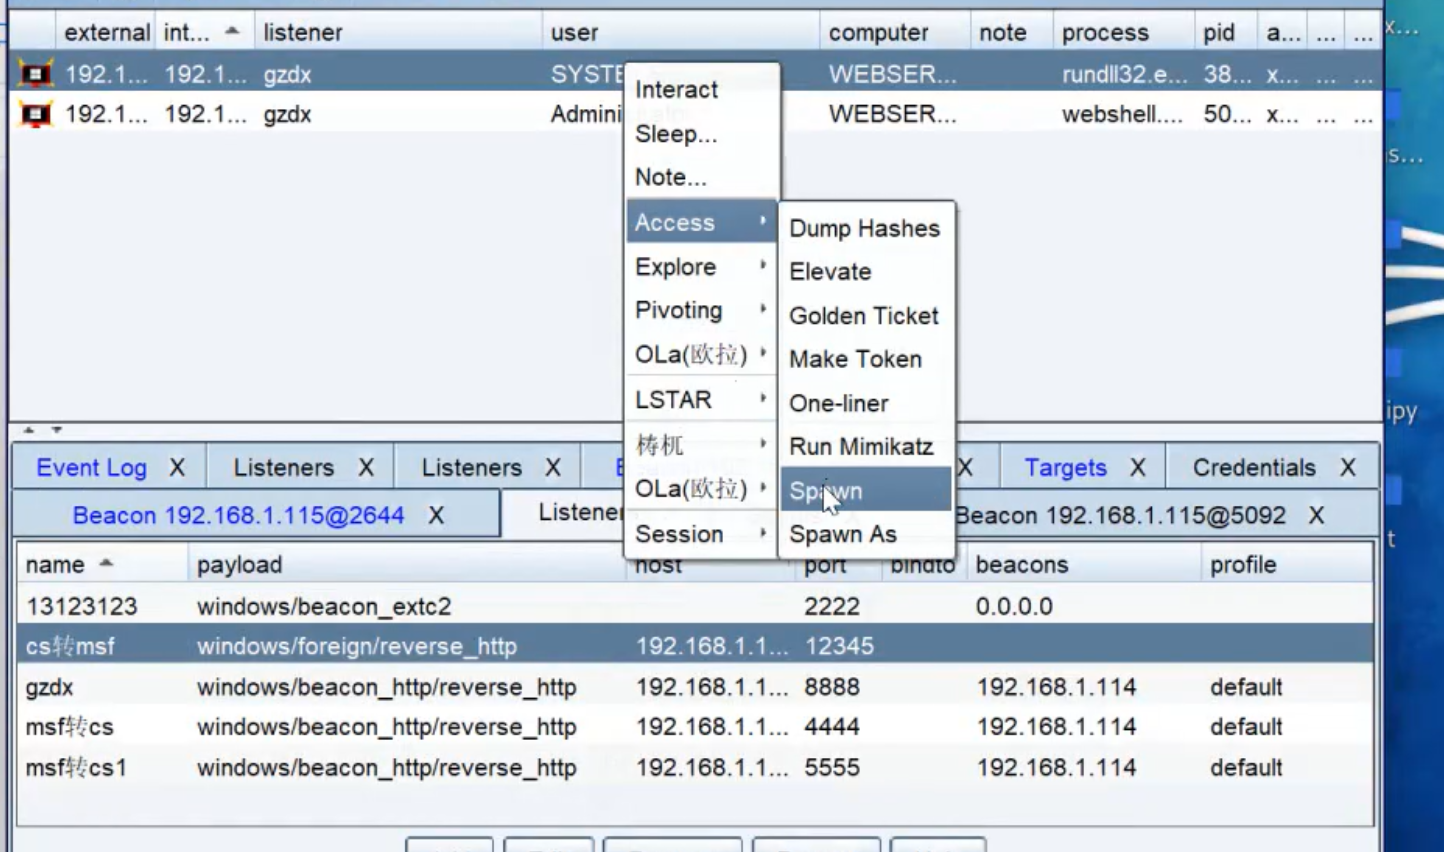 external int... listener user computer note process pid a... ... ...
192.1... 192.1... gzdx SYSTE WEBSER... rundll32.e... 38... x... ... ...
192.1... 192.1... gzdx Admini WEBSER... webshell.... 50... x... ... ...
Interact
Sleep...
Note...
Access
Explore
Pivoting
OLa(欧拉)
LSTAR
梼杌
OLa(欧拉)
Session
Dump Hashes
Elevate
Golden Ticket
Make Token
One-liner
Run Mimikatz
Spawn
Spawn As
x...
s...
ipy
t
Event Log X Listeners X Listeners X X Targets X Credentials X
Beacon 192.168.1.115@2644 X Listener Beacon 192.168.1.115@5092 X
name payload host port bindto beacons profile
13123123 windows/beacon_extc2 2222 0.0.0.0
cs转msf windows/foreign/reverse_http 192.168.1.1... 12345
gzdx windows/beacon_http/reverse_http 192.168.1.1... 8888 192.168.1.114 default
msf转cs windows/beacon_http/reverse_http 192.168.1.1... 4444 192.168.1.114 default
msf转cs1 windows/beacon_http/reverse_http 192.168.1.1... 5555 192.168.1.114 default